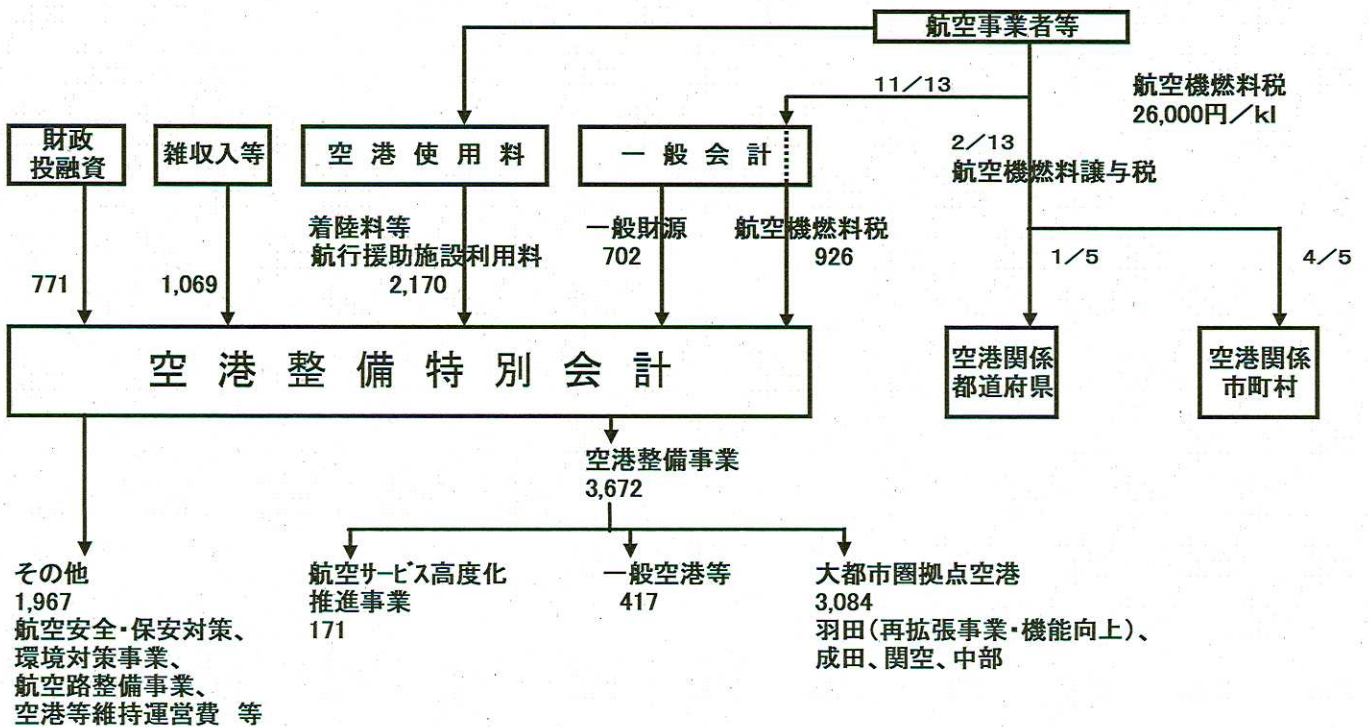 航空事業者等
11／13
航空機燃料税
26,000円／kl
財政
投融資
雑収入等
空港使用料
一般会計
2／13
航空機燃料譲与税
着陸料等
航行援助施設利用料
2,170
一般財源
702
航空機燃料税
926
771
1,069
1／5
4／5
空港整備特別会計
空港関係
都道府県
空港関係
市町村
空港整備事業
3,672
その他
1,967
航空安全・保安対策、
環境対策事業、
航空路整備事業、
空港等維持運営費 等
航空サービス高度化
推進事業
171
一般空港等
417
大都市圏拠点空港
3,084
羽田（再拡張事業・機能向上）、
成田、関空、中部